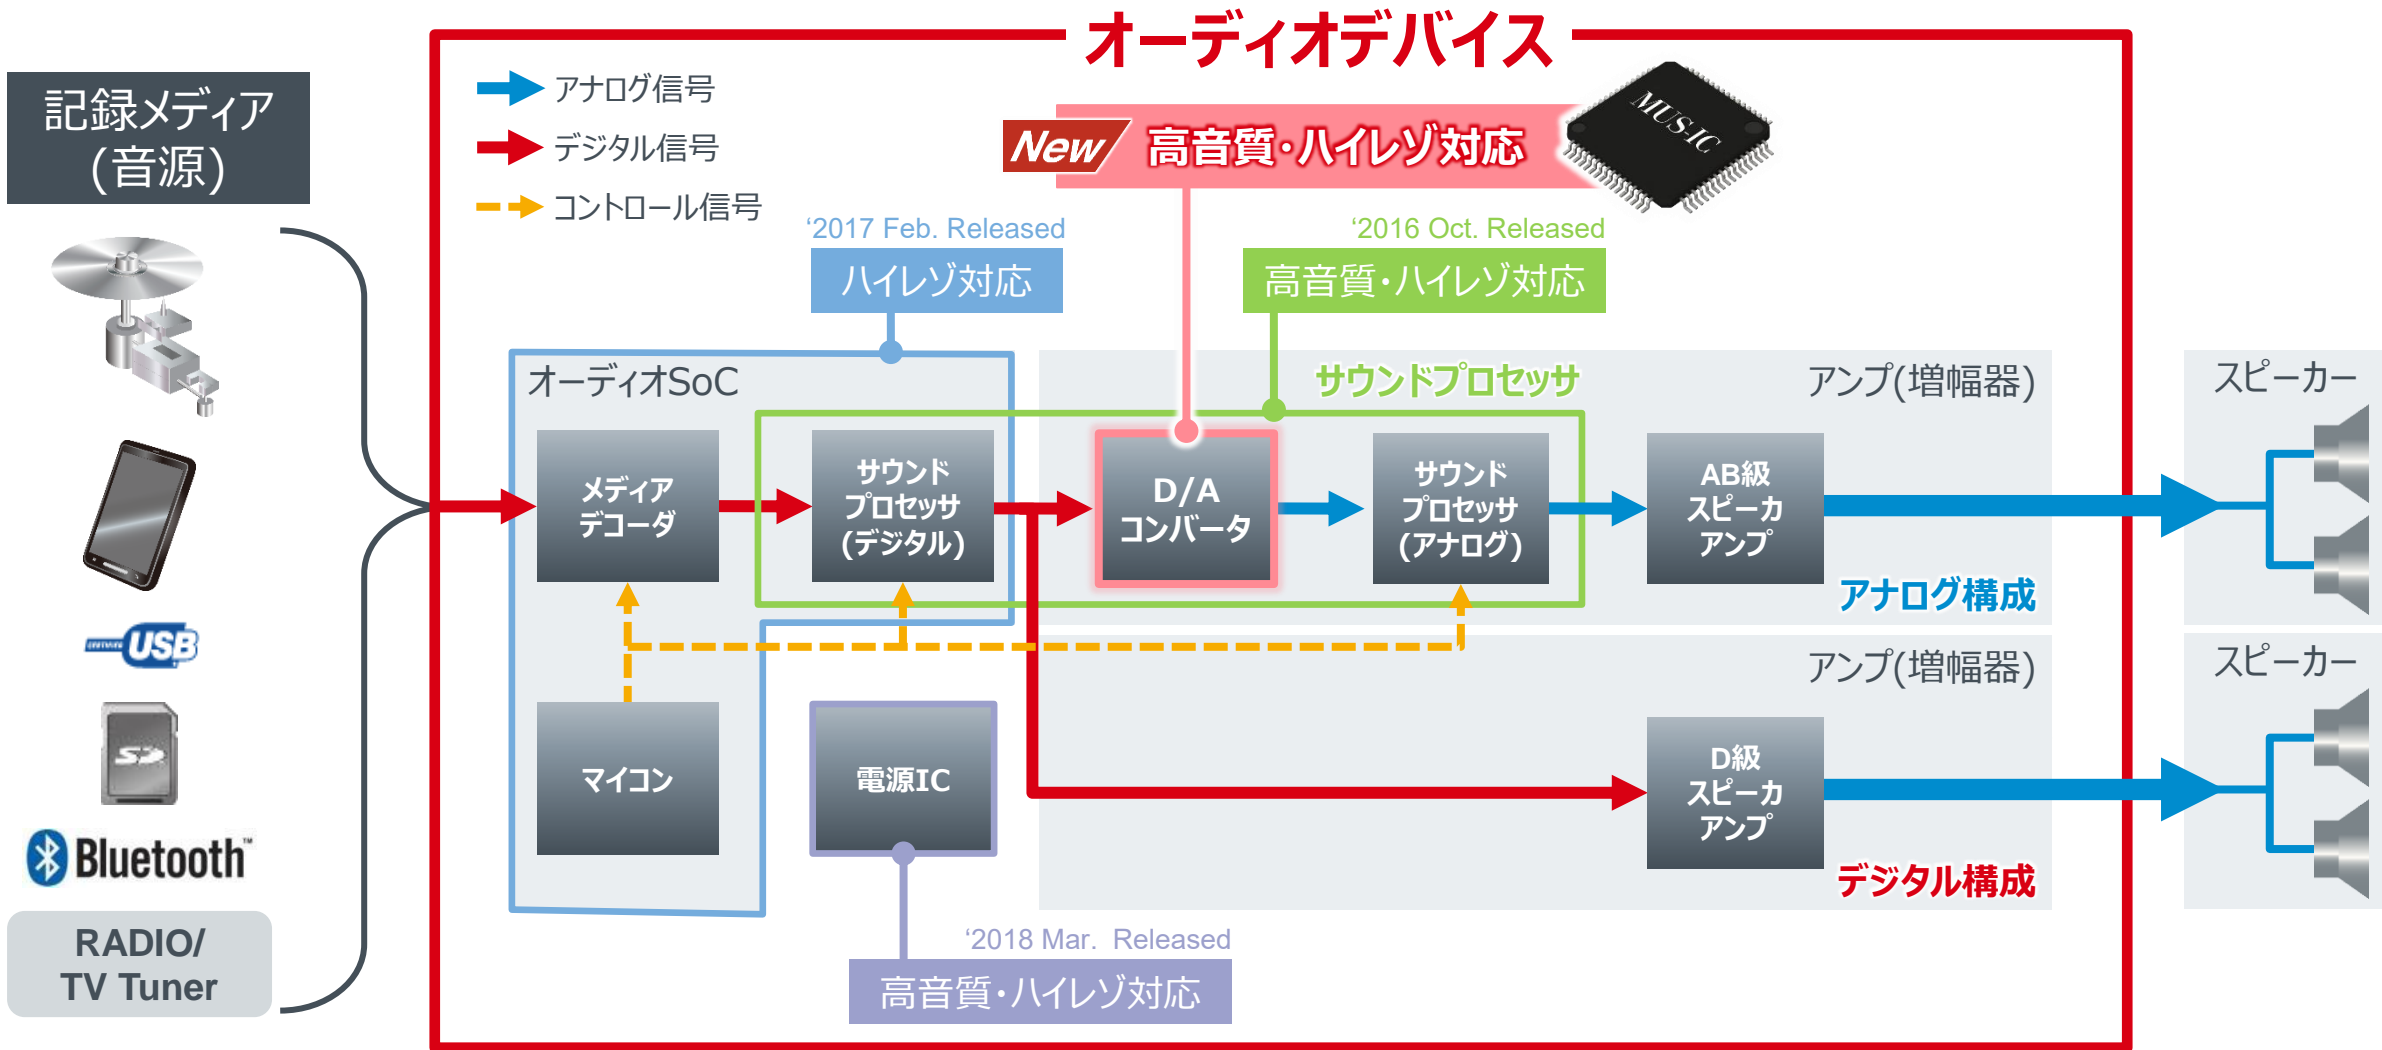 オーディオデバイス
記録メディア
(音源)
アナログ信号
デジタル信号
コントロール信号
New
高音質・ハイレゾ対応
MUS-IC
‘2017 Feb. Released
ハイレゾ対応
‘2016 Oct. Released
高音質・ハイレゾ対応
オーディオSoC
サウンドプロセッサ
アンプ(増幅器)
スピーカー
メディア
デコーダ
サウンド
プロセッサ
(デジタル)
D/A
コンバータ
サウンド
プロセッサ
(アナログ)
AB級
スピーカ
アンプ
アナログ構成
USB
アンプ(増幅器)
スピーカー
SD
マイコン
電源IC
D級
スピーカ
アンプ
デジタル構成
Bluetooth™
RADIO/
TV Tuner
‘2018 Mar. Released
高音質・ハイレゾ対応